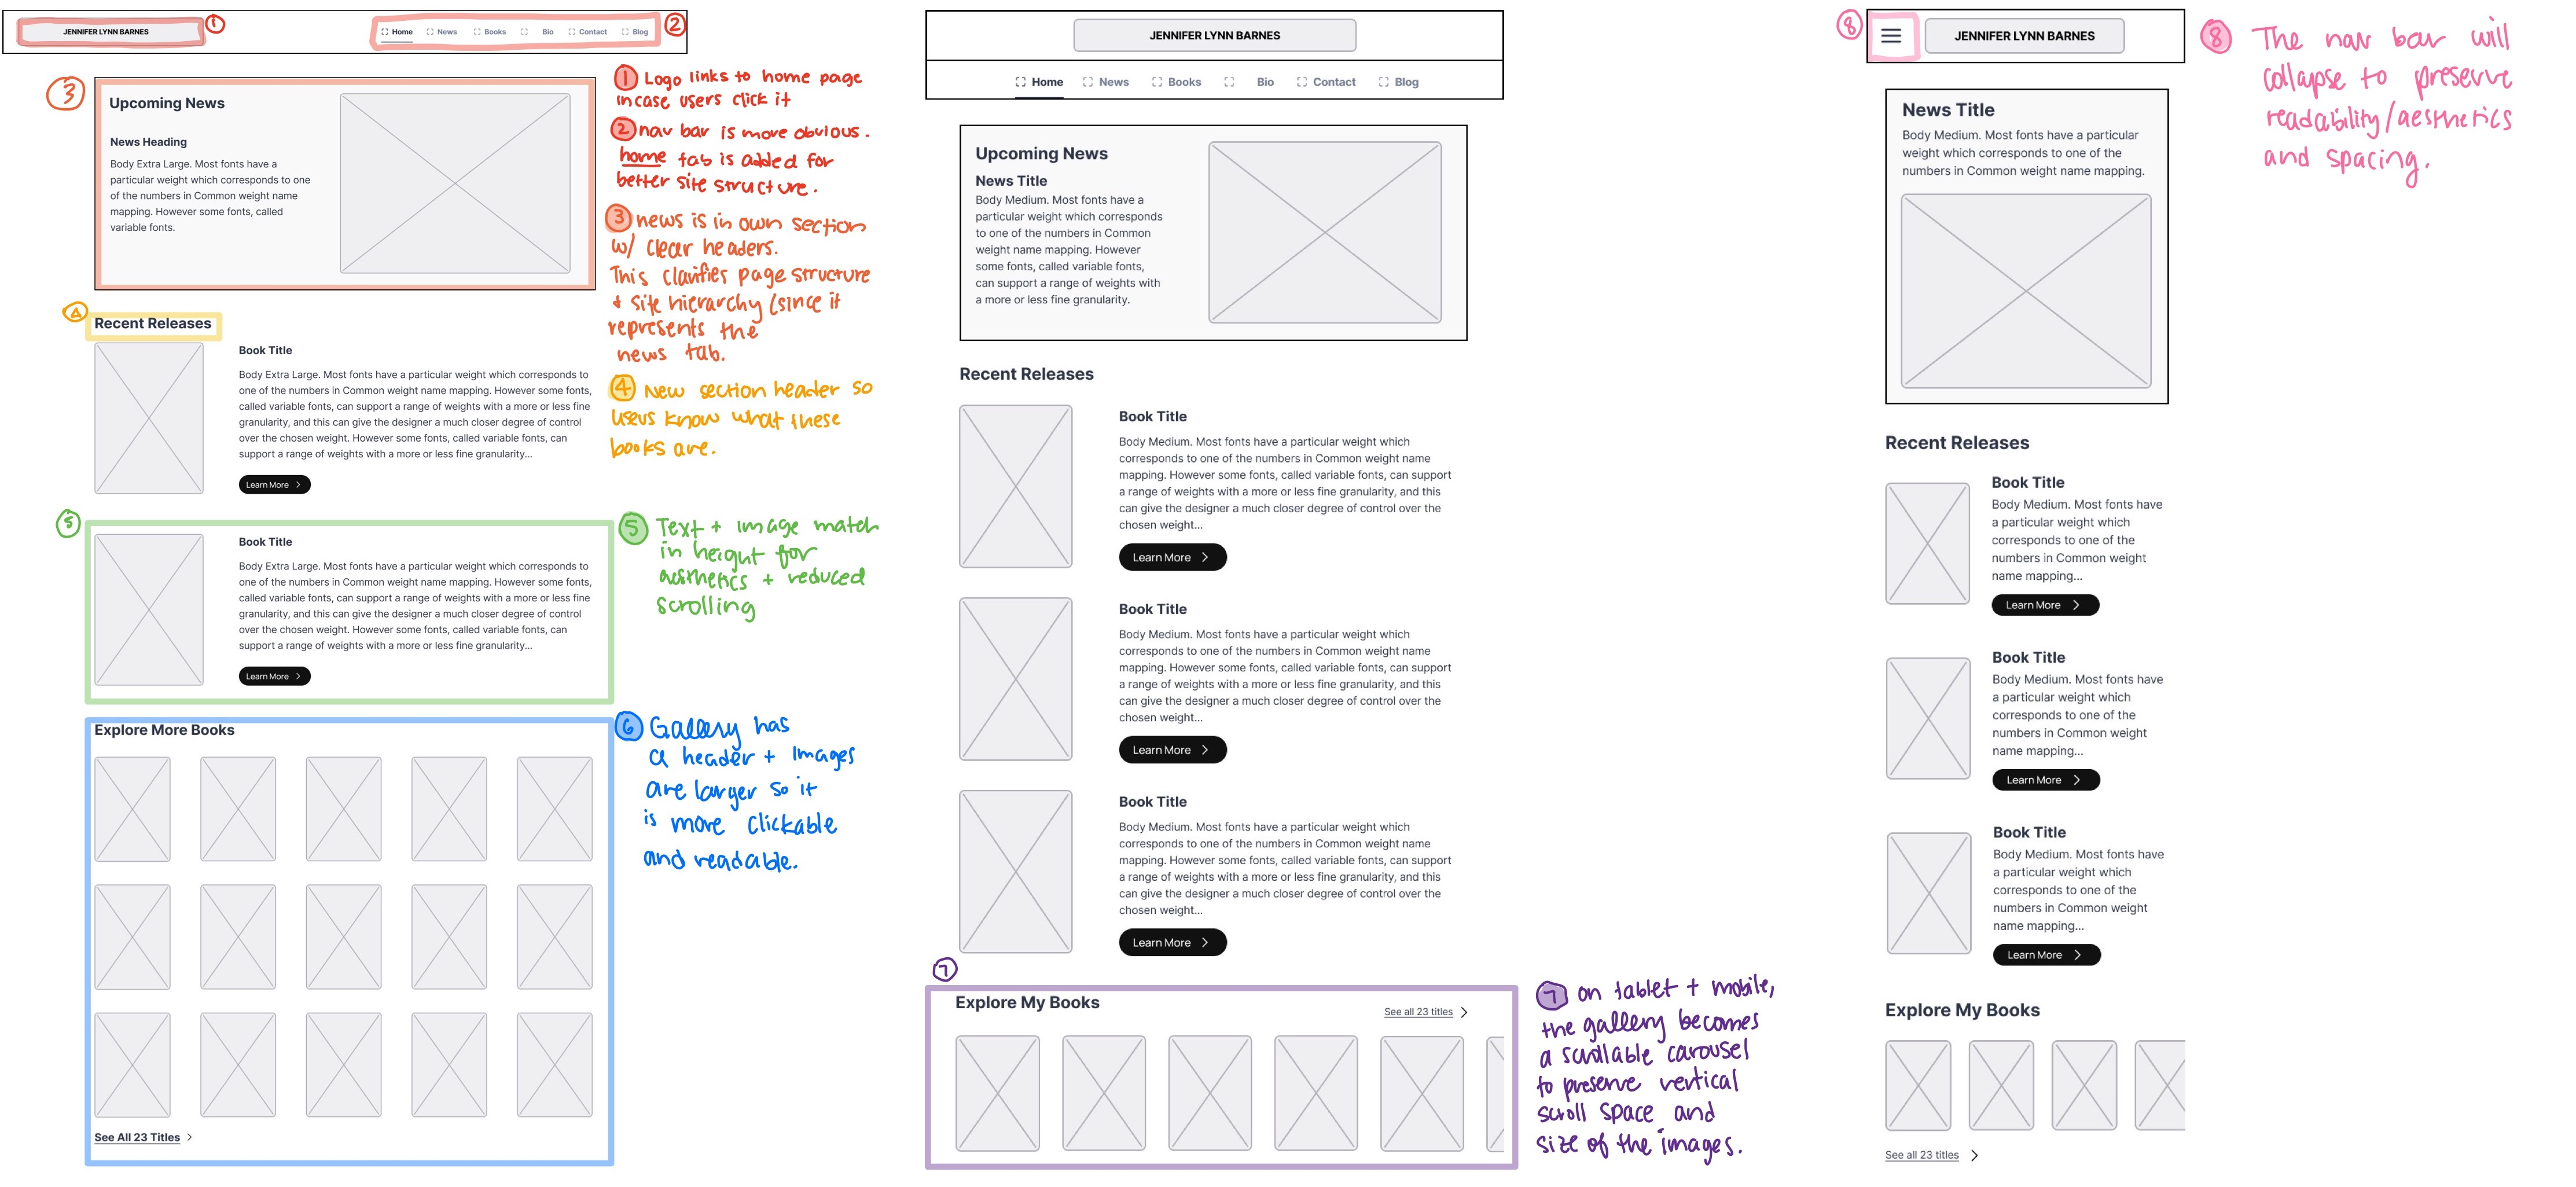 JENNIFER LYNN BARNES
1
Home News Books Bio Contact Blog
2
3
Upcoming News
News Heading
Body Extra Large. Most fonts have a
particular weight which corresponds to one
of the numbers in Common weight name
mapping. However some fonts, called
variable fonts.
4
Recent Releases
Book Title
Body Extra Large. Most fonts have a particular weight which corresponds to
one of the numbers in Common weight name mapping. However some fonts,
called variable fonts, can support a range of weights with a more or less fine
granularity, and this can give the designer a much closer degree of control
over the chosen weight. However some fonts, called variable fonts, can
support a range of weights with a more or less fine granularity...
Learn More
5
Book Title
Body Extra Large. Most fonts have a particular weight which corresponds to
one of the numbers in Common weight name mapping. However some fonts,
called variable fonts, can support a range of weights with a more or less fine
granularity, and this can give the designer a much closer degree of control
over the chosen weight. However some fonts, called variable fonts, can
support a range of weights with a more or less fine granularity...
Learn More
Explore More Books
See All 23 Titles
1 Logo links to home page
incase users click it
2 nav bar is more obvious.
home tab is added for
better site structure.
3 news is in own section
w/ clear headers.
This clarifies page structure
+ site hierarchy (since it
represents the
news tab.
4 New section header so
users know what these
books are.
5 Text + image match
in height for
aesthetics + reduced
scrolling
6 Gallery has
a header + images
are larger so it
is more clickable
and readable.
JENNIFER LYNN BARNES
Home News Books Bio Contact Blog
Upcoming News
News Title
Body Medium. Most fonts have a
particular weight which corresponds
to one of the numbers in Common
weight name mapping. However
some fonts, called variable fonts,
can support a range of weights with
a more or less fine granularity.
Recent Releases
Book Title
Body Medium. Most fonts have a particular weight which
corresponds to one of the numbers in Common weight name
mapping. However some fonts, called variable fonts, can support
a range of weights with a more or less fine granularity, and this
can give the designer a much closer degree of control over the
chosen weight...
Learn More
Book Title
Body Medium. Most fonts have a particular weight which
corresponds to one of the numbers in Common weight name
mapping. However some fonts, called variable fonts, can support
a range of weights with a more or less fine granularity, and this
can give the designer a much closer degree of control over the
chosen weight...
Learn More
Book Title
Body Medium. Most fonts have a particular weight which
corresponds to one of the numbers in Common weight name
mapping. However some fonts, called variable fonts, can support
a range of weights with a more or less fine granularity, and this
can give the designer a much closer degree of control over the
chosen weight...
Learn More
7
Explore My Books
See all 23 titles
7 on tablet + mobile,
the gallery becomes
a scrollable carousel
to preserve vertical
scroll space and
size of the images.
8
JENNIFER LYNN BARNES
News Title
Body Medium. Most fonts have a particular
weight which corresponds to one of the
numbers in Common weight name mapping.
Recent Releases
Book Title
Body Medium. Most fonts have
a particular weight which
corresponds to one of the
numbers in Common weight
name mapping...
Learn More
Book Title
Body Medium. Most fonts have
a particular weight which
corresponds to one of the
numbers in Common weight
name mapping...
Learn More
Book Title
Body Medium. Most fonts have
a particular weight which
corresponds to one of the
numbers in Common weight
name mapping...
Learn More
Explore My Books
See all 23 titles
8 The nav bar will
collapse to preserve
readability/aesthetics
and spacing.